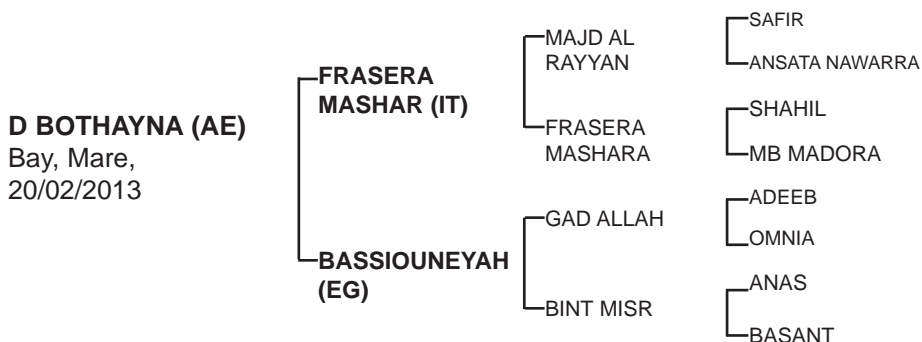 D BOTHAYNA (AE)
Bay, Mare,
20/02/2013
FRASERA
MASHAR (IT)
BASSIOUNEYAH
(EG)
MAJD AL
RAYYAN
FRASERA
MASHARA
GAD ALLAH
BINT MISR
SAFIR
ANSATA NAWARRA
SHAHIL
MB MADORA
ADEEB
OMNIA
ANAS
BASANT